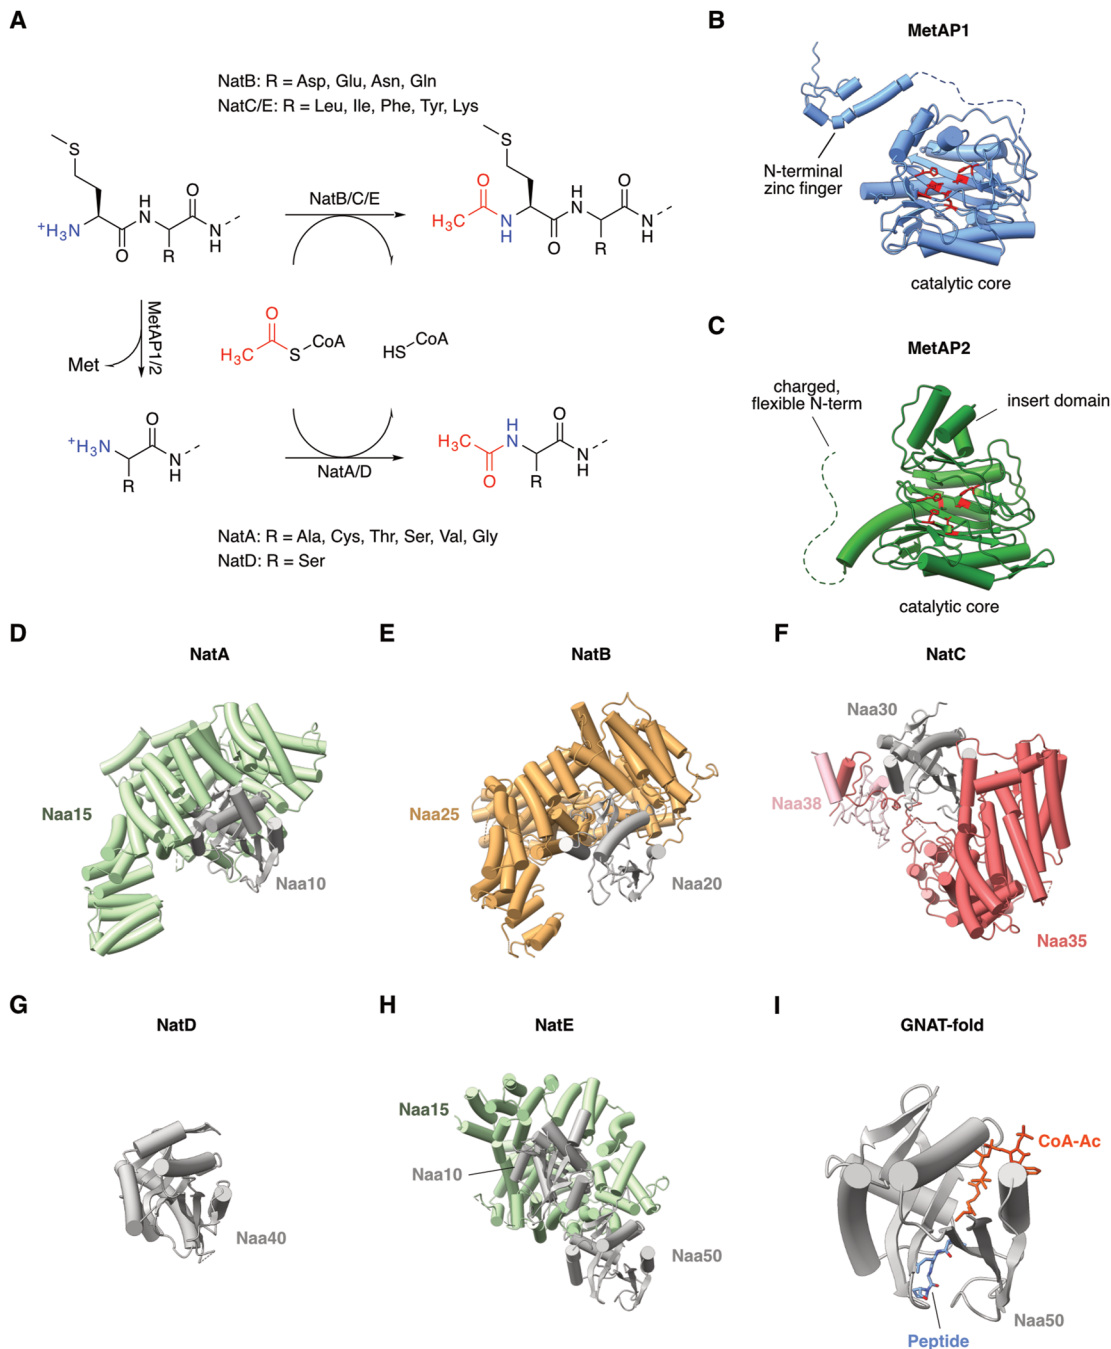 A
NatB: R = Asp, Glu, Asn, Gln
NatC/E: R = Leu, Ile, Phe, Tyr, Lys
S
+H3N
O
H
N
R
O
N
H
NatB/C/E
S
O
H3C
N
H
O
H
N
R
O
N
H
MetAP1/2
Met
O
H3C
S
CoA
HS
CoA
+H3N
O
N
H
R
NatA/D
H3C
O
H
N
R
O
N
H
NatA: R = Ala, Cys, Thr, Ser, Val, Gly
NatD: R = Ser
B
MetAP1
N-terminal
zinc finger
catalytic core
C
MetAP2
charged,
flexible N-term
insert domain
catalytic core
D
NatA
Naa15
Naa10
E
NatB
Naa25
Naa20
F
NatC
Naa30
Naa38
Naa35
G
NatD
Naa40
H
NatE
Naa15
Naa10
Naa50
I
GNAT-fold
CoA-Ac
Naa50
Peptide